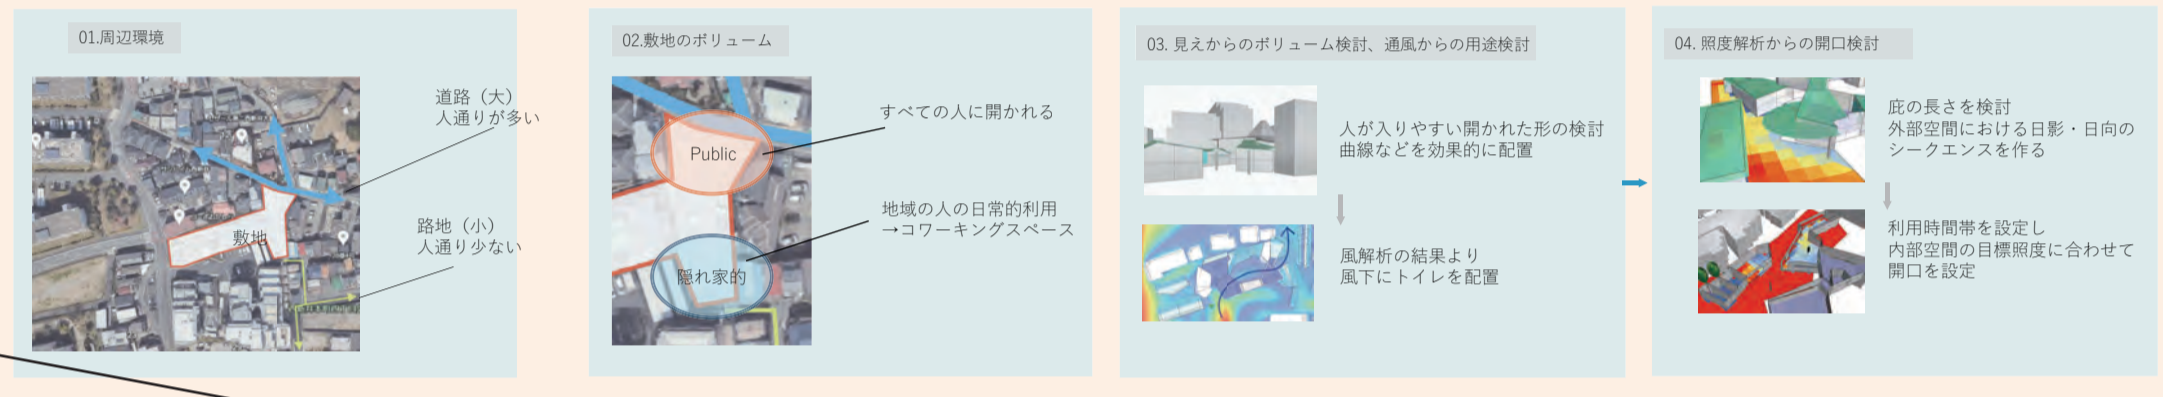 01.周辺環境
道路（大）
人通りが多い
路地（小）
人通り少ない
敷地
02.敷地のボリューム
Public
すべての人に開かれる
地域の人の日常的利用
→コワーキングスペース
隠れ家的
03. 見えからのボリューム検討、通風からの用途検討
人が入りやすい開かれた形の検討
曲線などを効果的に配置
風解析の結果より
風下にトイレを配置
04. 照度解析からの開口検討
庇の長さを検討
外部空間における日影・日向の
シークエンスを作る
利用時間帯を設定し
内部空間の目標照度に合わせて
開口を設定